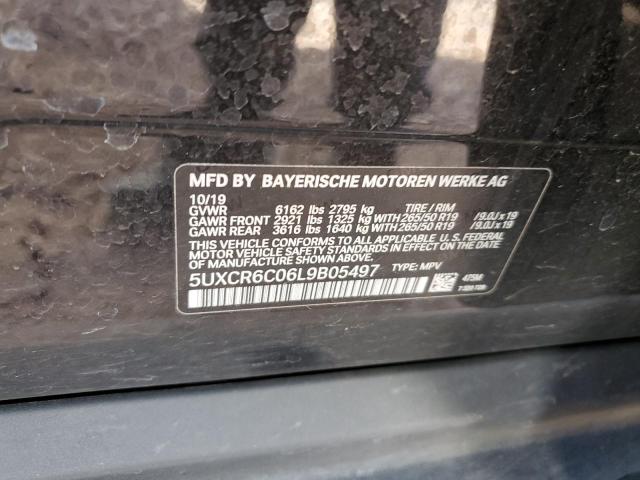 MFD BY BAYERISCHE MOTOREN WERKE AG
10/19
GVWR 6162 lbs 2795 kg TIRE / RIM
GAWR FRONT 2921 lbs 1325 kg WITH 265/50 R19 /9.0J x 19
GAWR REAR 3616 lbs 1640 kg WITH 265/50 R19 /9.0J x 19
THIS VEHICLE CONFORMS TO ALL APPLICABLE U.S. FEDERAL
MOTOR VEHICLE SAFETY STANDARDS IN EFFECT ON THE
DATE OF MANUFACTURE SHOWN ABOVE.
5UXCR6C06L9B05497 TYPE: MPV
475M